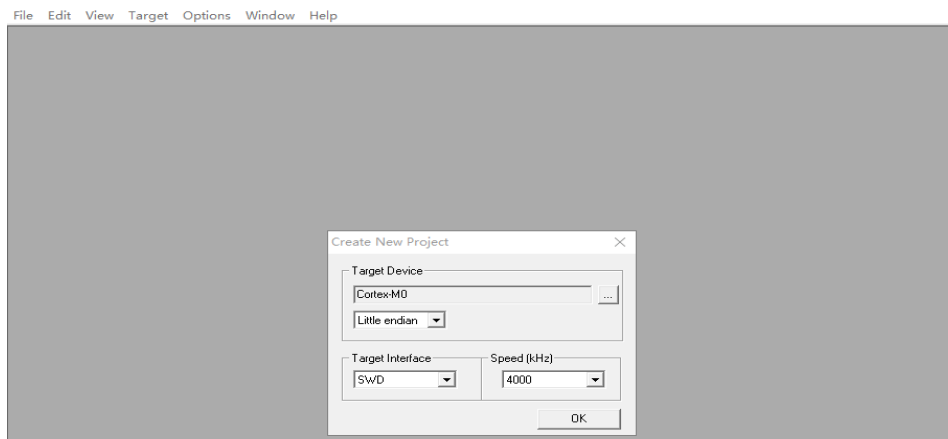 File Edit View Target Options Window Help
Create New Project
Target Device
Cortex-M0
...
Little endian
Target Interface
Speed (kHz)
SWD
4000
OK